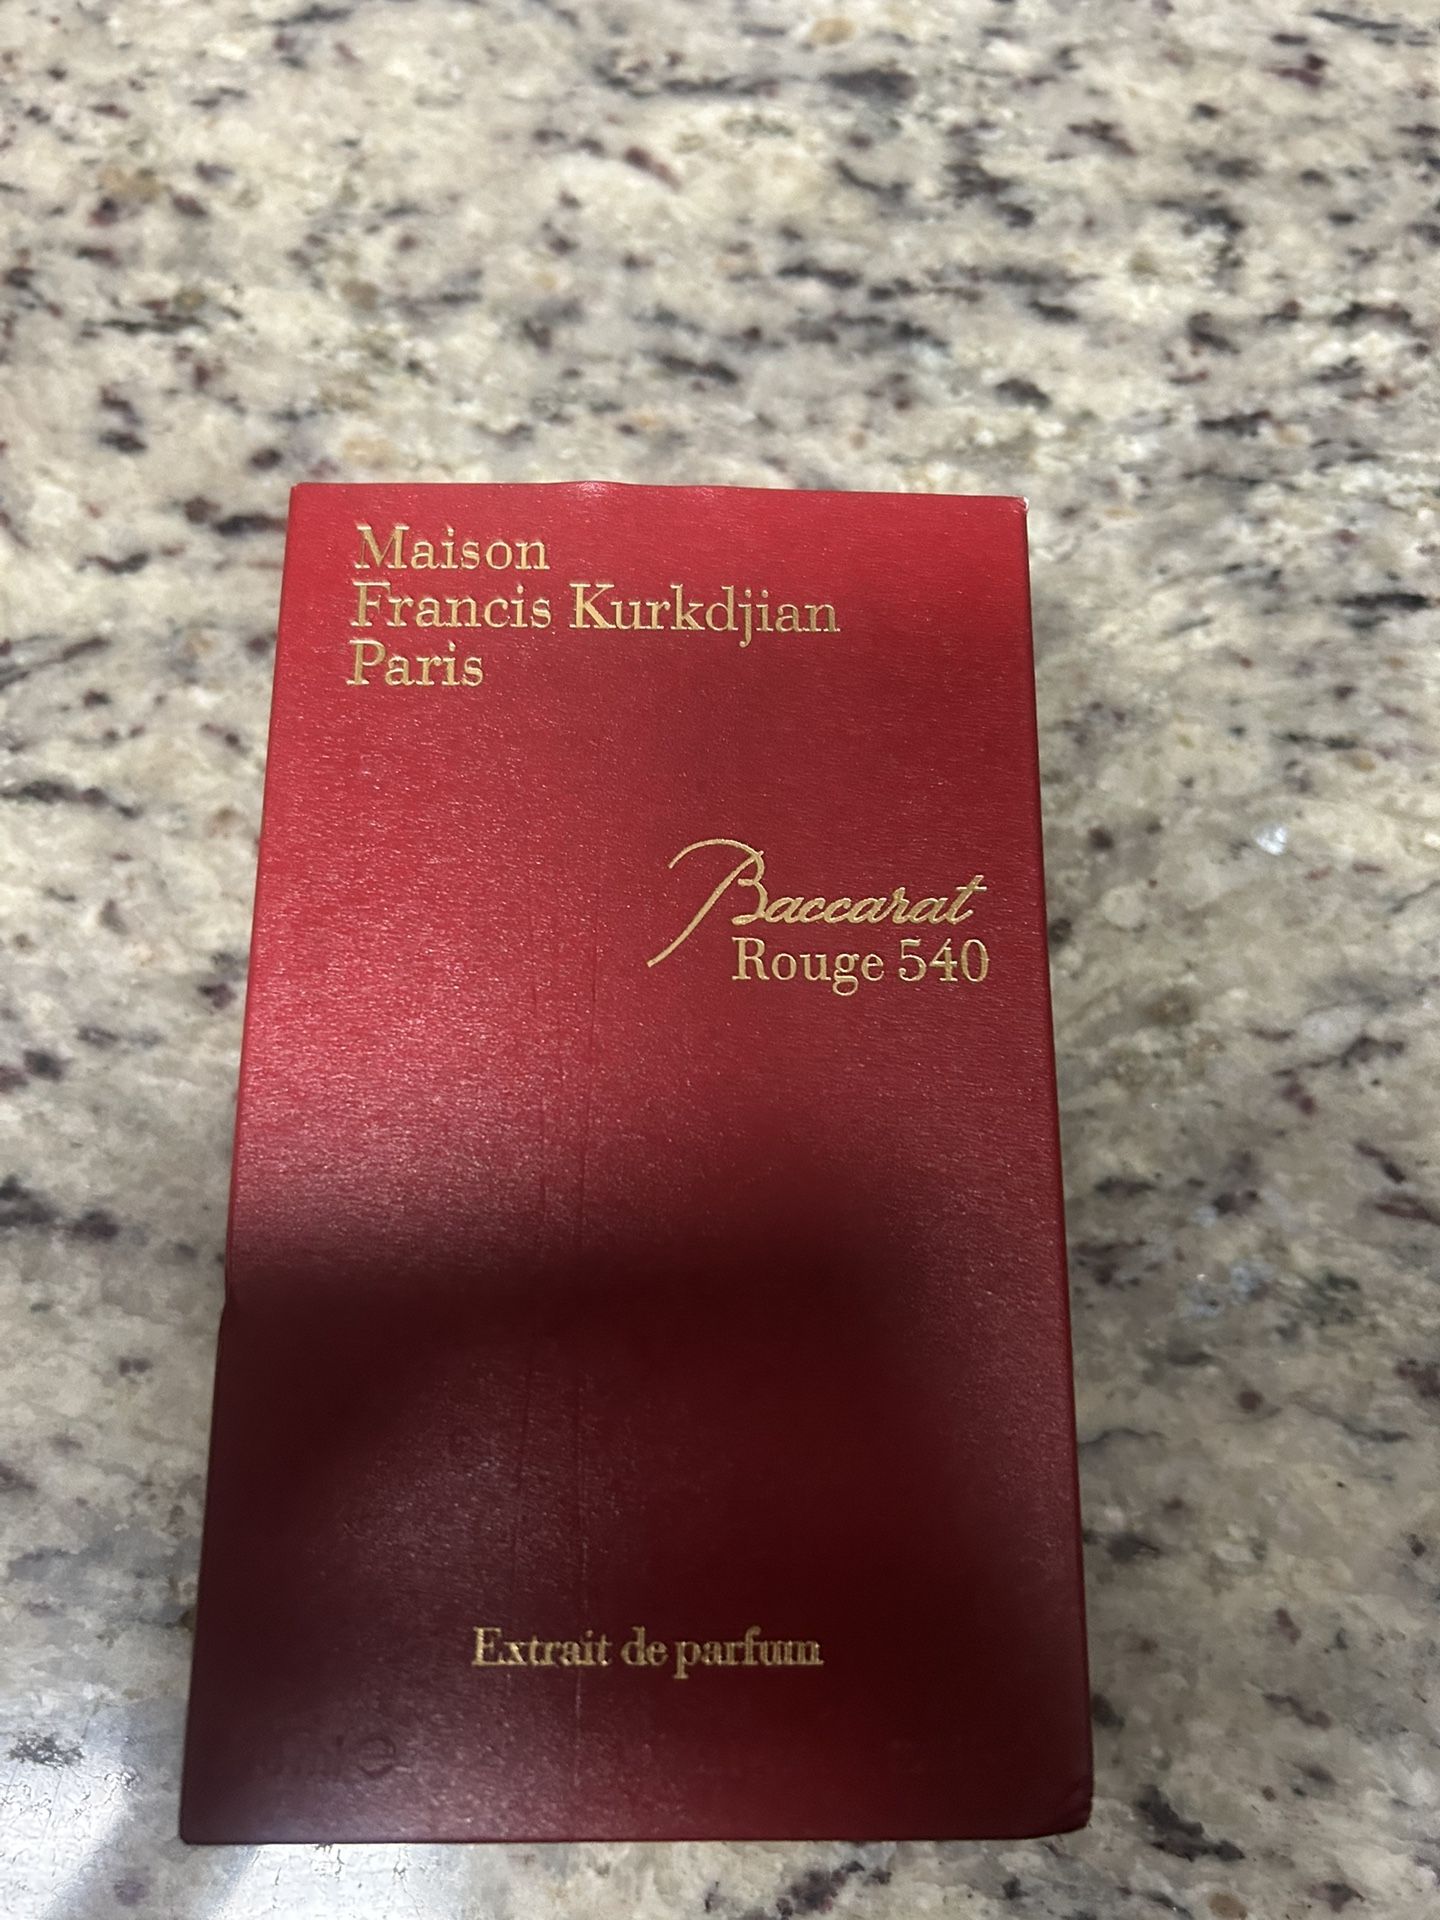 Maison
Francis Kurkdjian
Paris
Baccarat
Rouge 540
Extrait de parfum